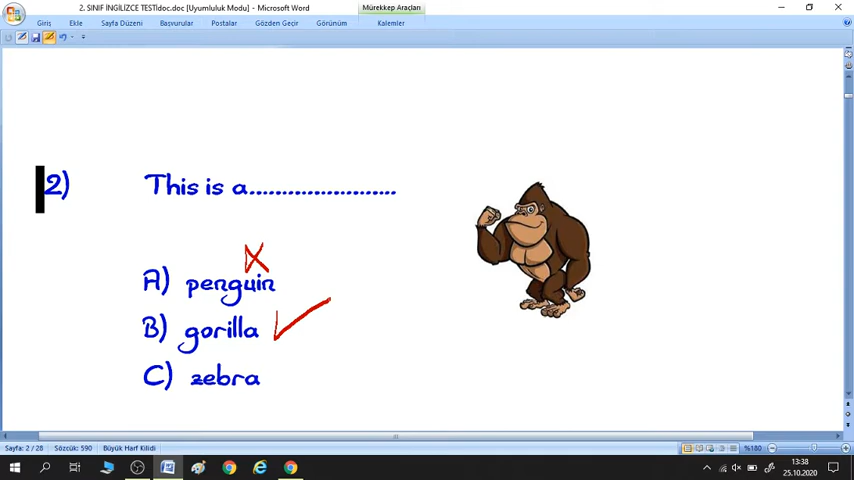 2. SINIF İNGİLİZCE TEST!doc.doc [Uyumluluk Modu] - Microsoft Word
Mürekkep Araçları
Giriş Ekle Sayfa Düzeni Başvurular Postalar Gözden Geçir Görünüm Kalemler
2) This is a......................
A) penguin
B) gorilla
C) zebra
Sayfa: 2 / 28 Sözcük: 590 Büyük Harf Kilidi %180
13:38
25.10.2020